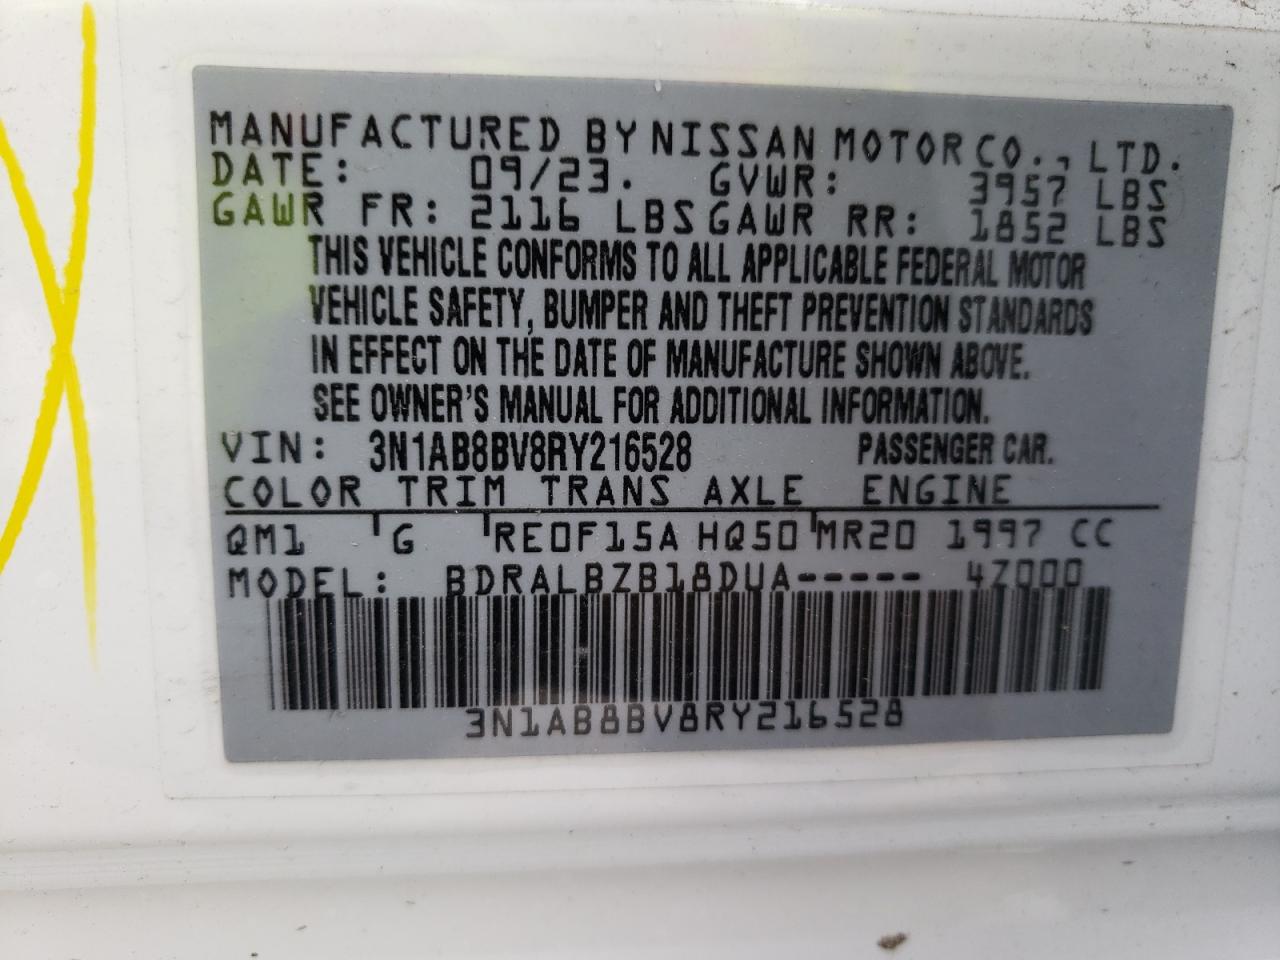 MANUFACTURED BY NISSAN MOTOR CO., LTD.
DATE: 09/23. GVWR: 3957 LBS
GAWR FR: 2116 LBS GAWR RR: 1852 LBS
THIS VEHICLE CONFORMS TO ALL APPLICABLE FEDERAL MOTOR
VEHICLE SAFETY, BUMPER AND THEFT PREVENTION STANDARDS
IN EFFECT ON THE DATE OF MANUFACTURE SHOWN ABOVE.
SEE OWNER'S MANUAL FOR ADDITIONAL INFORMATION.
VIN: 3N1AB8BV8RY216528 PASSENGER CAR.
COLOR TRIM TRANS AXLE ENGINE
QM1 G RE0F15A HQ50 MR20 1997 CC
MODEL: BDRALBZB18DUA----- 4Z000
3N1AB8BV8RY216528